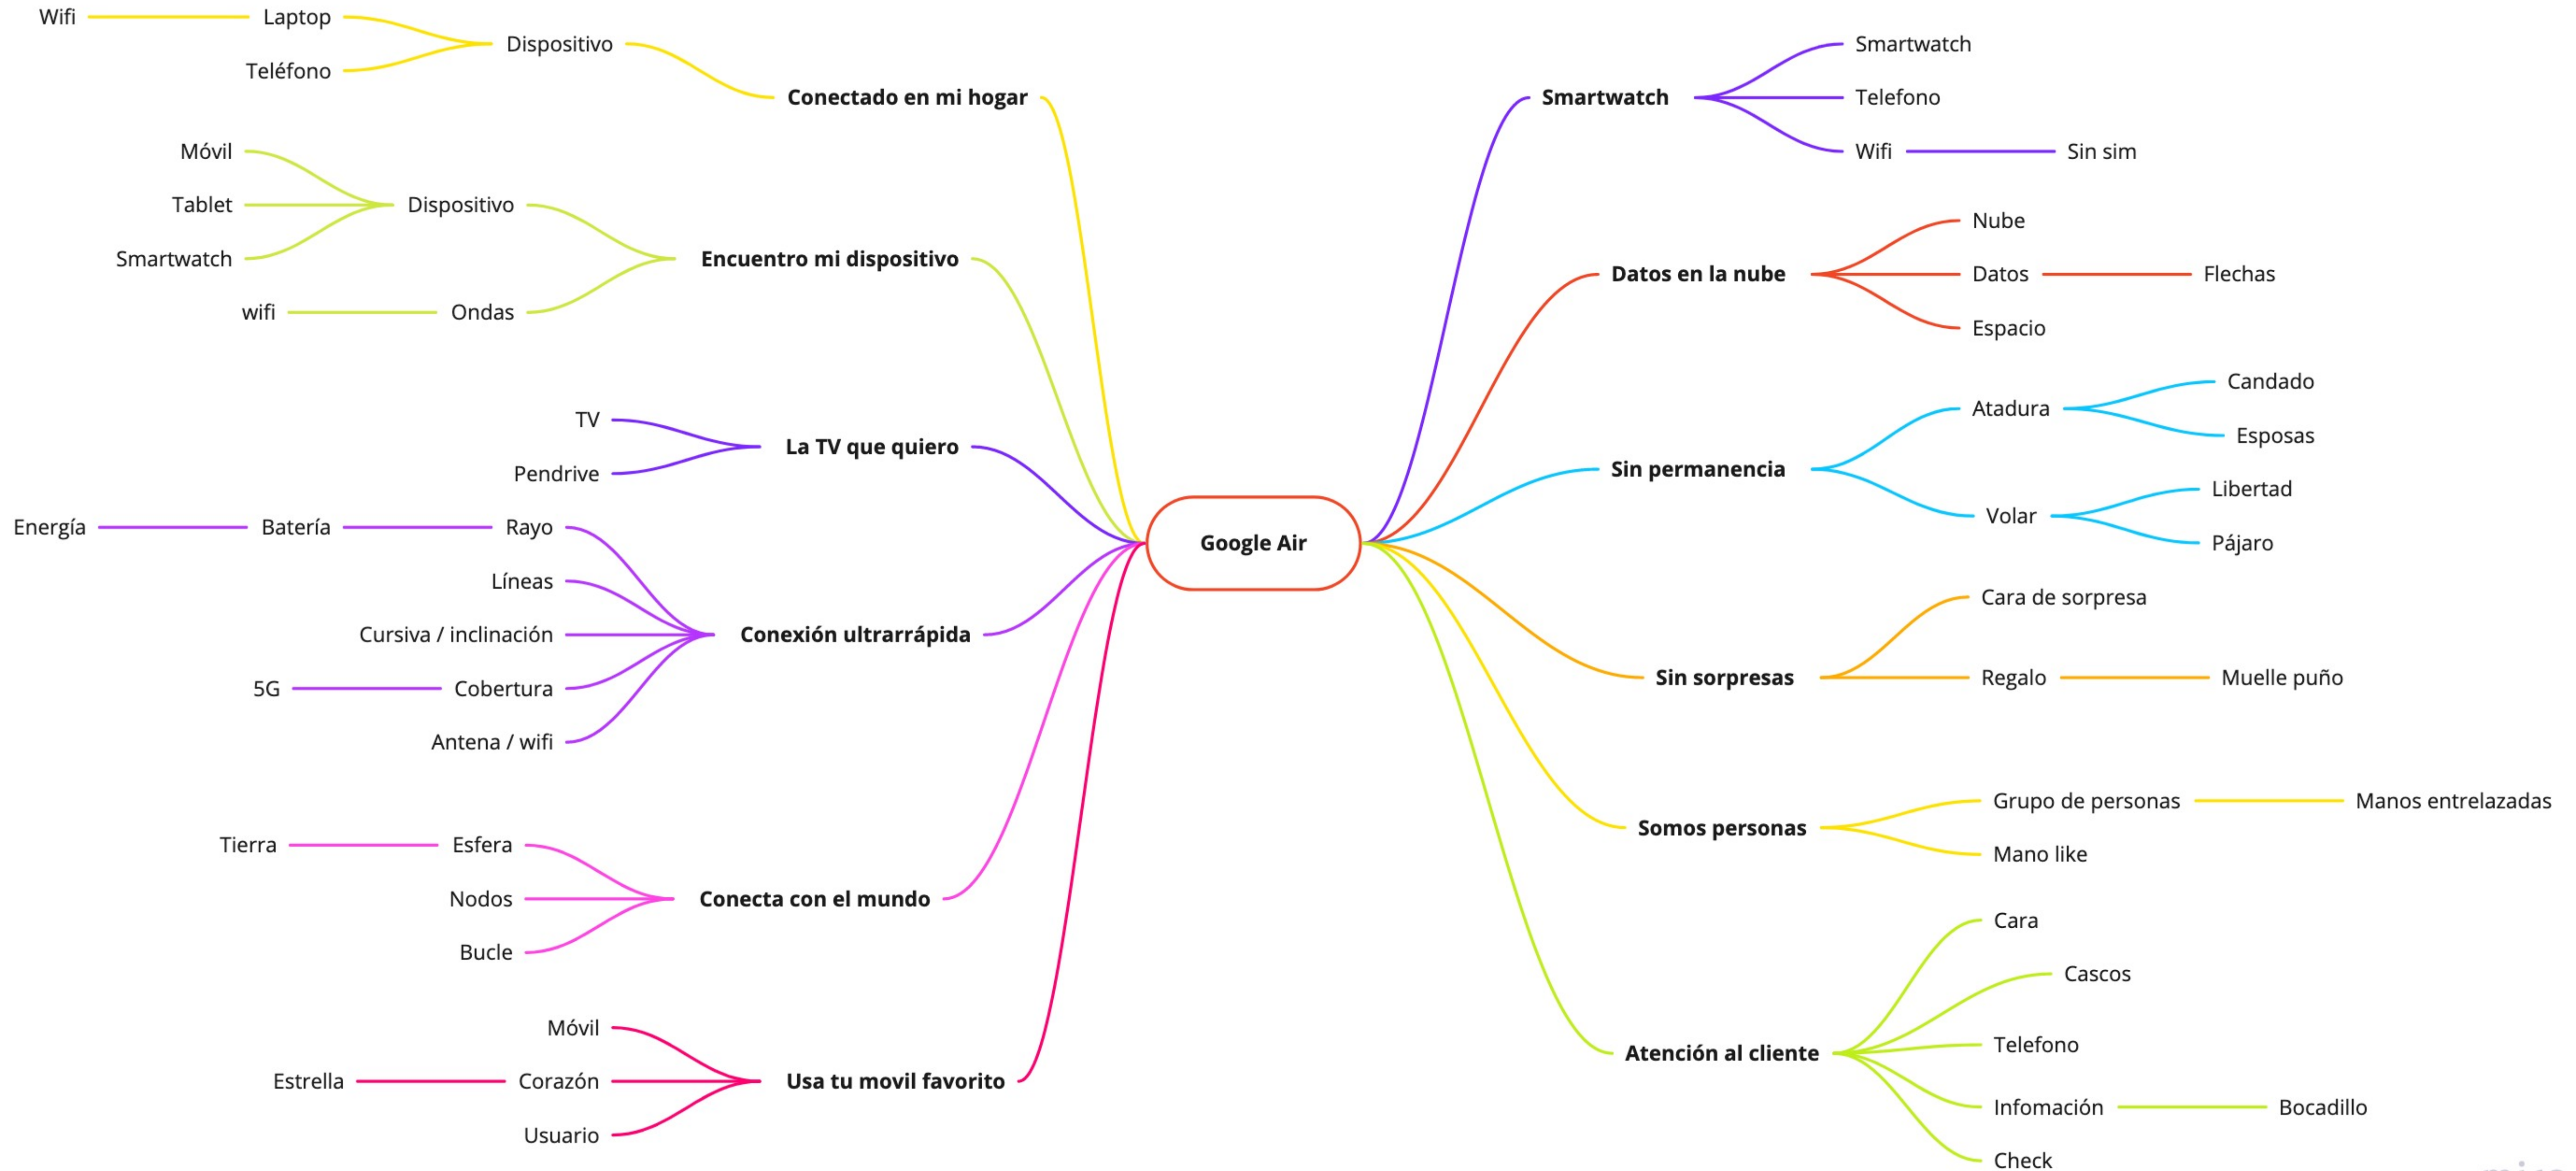 Google Air
Conectado en mi hogar
Dispositivo
Laptop
Wifi
Teléfono
Encuentro mi dispositivo
Dispositivo
Móvil
Tablet
Smartwatch
Ondas
wifi
La TV que quiero
TV
Pendrive
Conexión ultrarrápida
Rayo
Batería
Energía
Líneas
Cursiva / inclinación
Cobertura
5G
Antena / wifi
Conecta con el mundo
Esfera
Tierra
Nodos
Bucle
Usa tu movil favorito
Móvil
Corazón
Estrella
Usuario
Smartwatch
Smartwatch
Telefono
Wifi
Sin sim
Datos en la nube
Nube
Datos
Flechas
Espacio
Sin permanencia
Atadura
Candado
Esposas
Volar
Libertad
Pájaro
Sin sorpresas
Cara de sorpresa
Regalo
Muelle puño
Somos personas
Grupo de personas
Manos entrelazadas
Mano like
Atención al cliente
Cara
Cascos
Telefono
Infomación
Bocadillo
Check